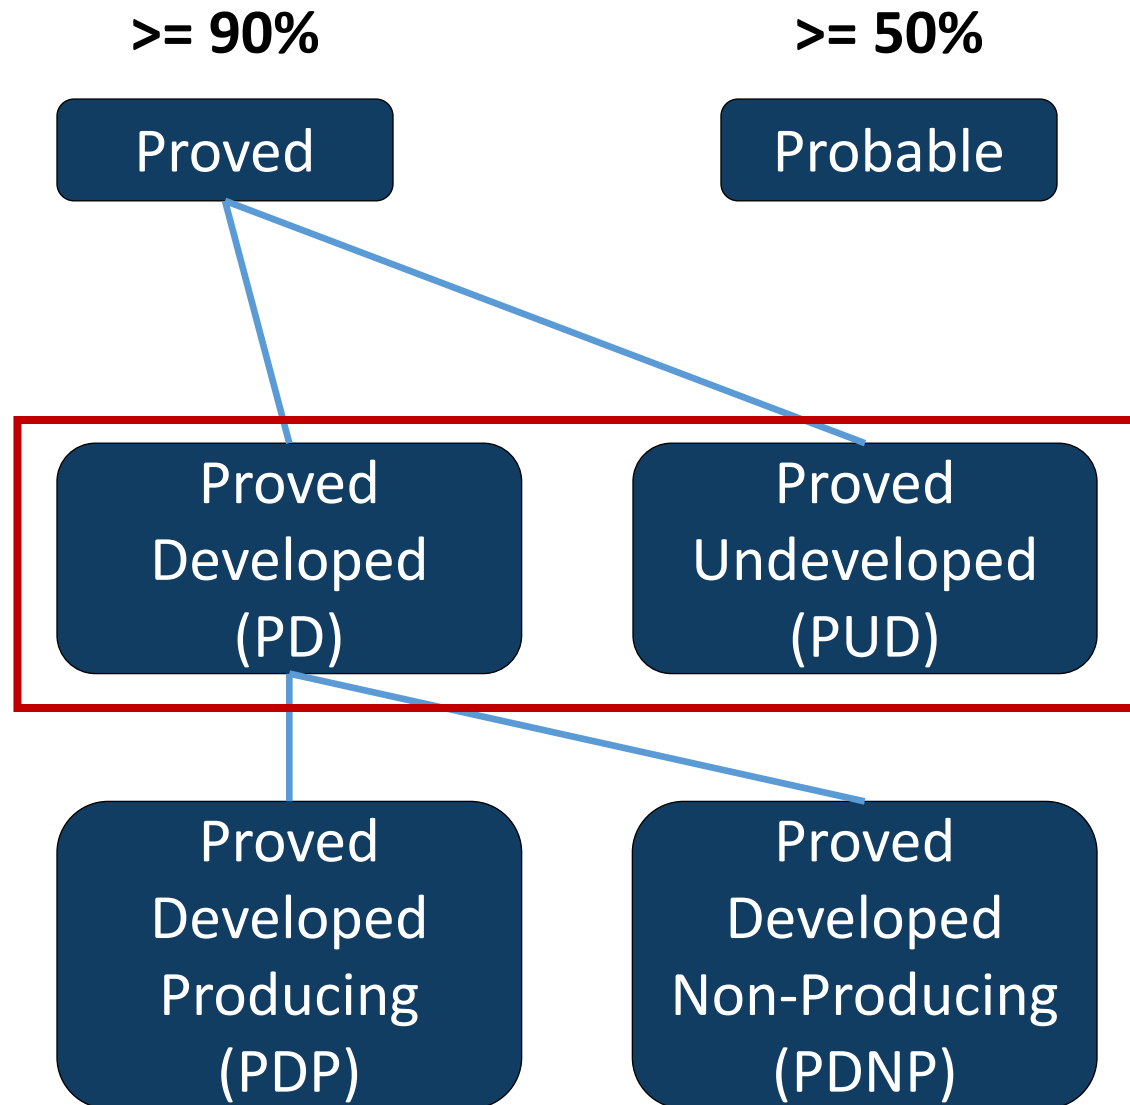 >= 90%
>= 50%
Proved
Probable
Proved
Developed
(PD)
Proved
Undeveloped
(PUD)
Proved
Developed
Producing
(PDP)
Proved
Developed
Non-Producing
(PDNP)